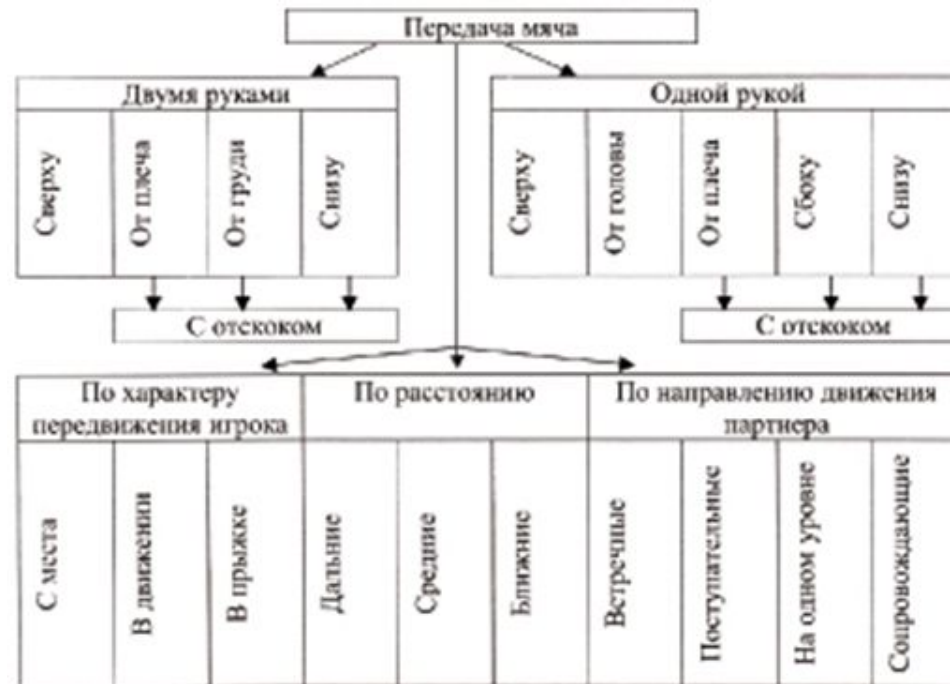 Передача мяча
Двумя руками
Сверху
От плеча
От груди
Снизу
С отскоком
Одной рукой
Сверху
От головы
От плеча
Сбоку
Снизу
С отскоком
По характеру
передвижения игрока
С места
В движении
В прыжке
По расстоянию
Дальние
Средние
Ближние
По направлению движения
партнера
Встречные
Поступательные
На одном уровне
Сопровождающие